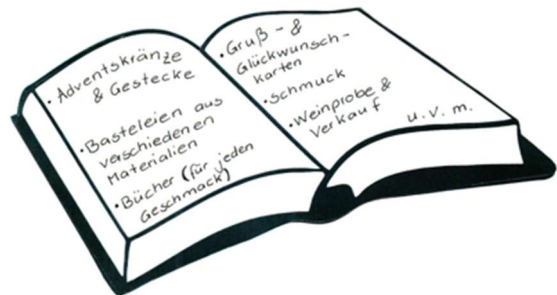 • Adventskränze
& Gestecke
• Basteleien aus
verschiedenen
Materialien
• Bücher (für jeden
Geschmack)
• Gruß- &
Glückwunsch-
karten
• Schmuck
• Weinprobe &
Verkauf
u.v.m.